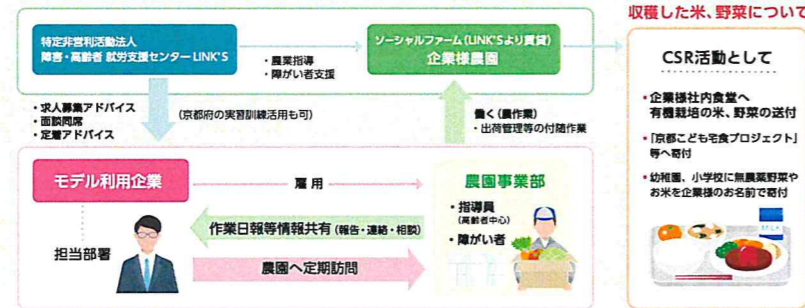 特定非営利活動法人
障害・高齢者 就労支援センター LINK'S
・農業指導
・障がい者支援
ソーシャルファーム(LINK'Sより賃貸)
企業様農園
・求人募集アドバイス
・面談同席
・定着アドバイス
(京都府の実習訓練活用も可)
働く(農作業)
・出荷管理等の付随作業
モデル利用企業
雇用
農園事業部
・指導員
(高齢者中心)
・障がい者
担当部署
作業日報等情報共有(報告・連絡・相談)
農園へ定期訪問
収穫した米、野菜について
CSR活動として
・企業様社内食堂へ
有機栽培の米、野菜の送付
・「京都こども宅食プロジェクト」
等へ寄付
・幼稚園、小学校に無農薬野菜や
お米を企業様のお名前で寄付
MILK